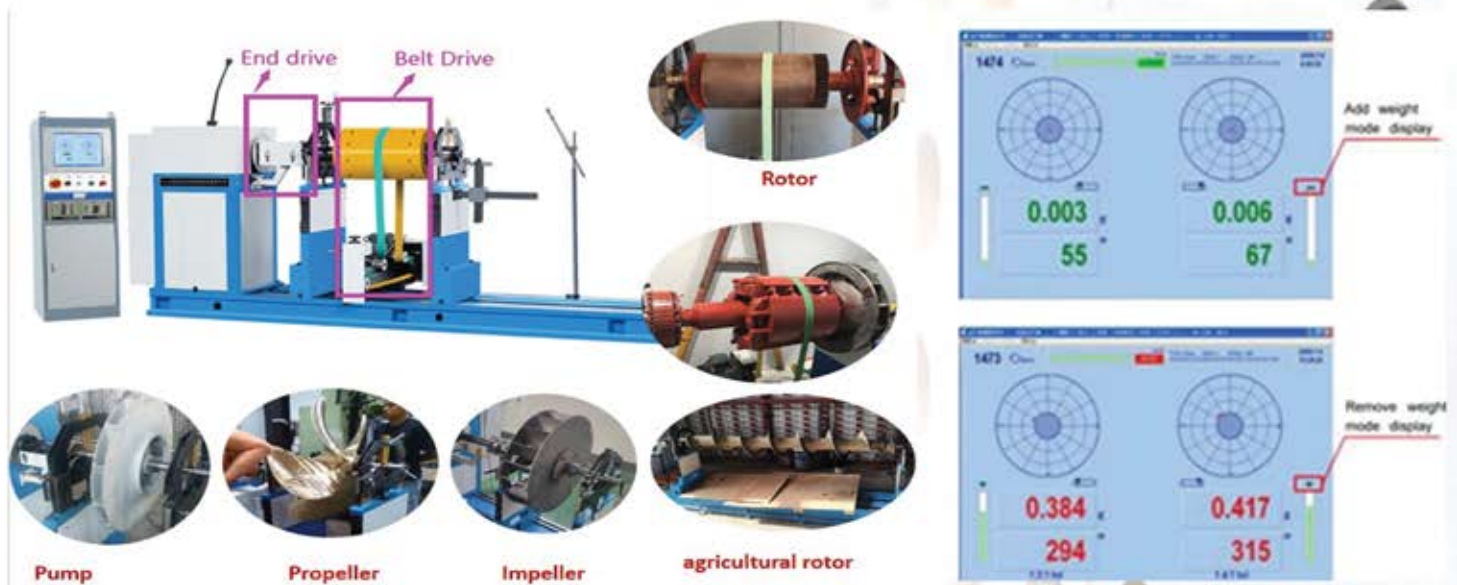 End drive
Belt Drive
Rotor
Pump
Propeller
Impeller
agricultural rotor
1474
0.003
0.006
55
67
Add weight
mode display
1473
0.384
0.417
294
315
Remove weight
mode display